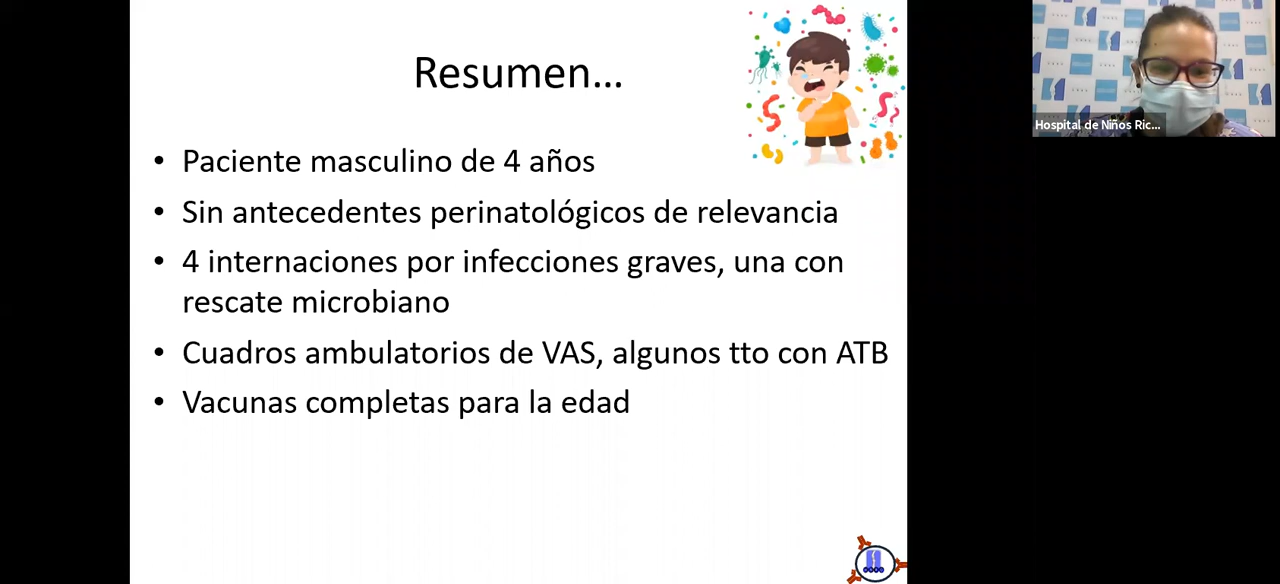 Resumen...
• Paciente masculino de 4 años
• Sin antecedentes perinatológicos de relevancia
• 4 internaciones por infecciones graves, una con
rescate microbiano
• Cuadros ambulatorios de VAS, algunos tto con ATB
• Vacunas completas para la edad
Hospital de Niños Ric...